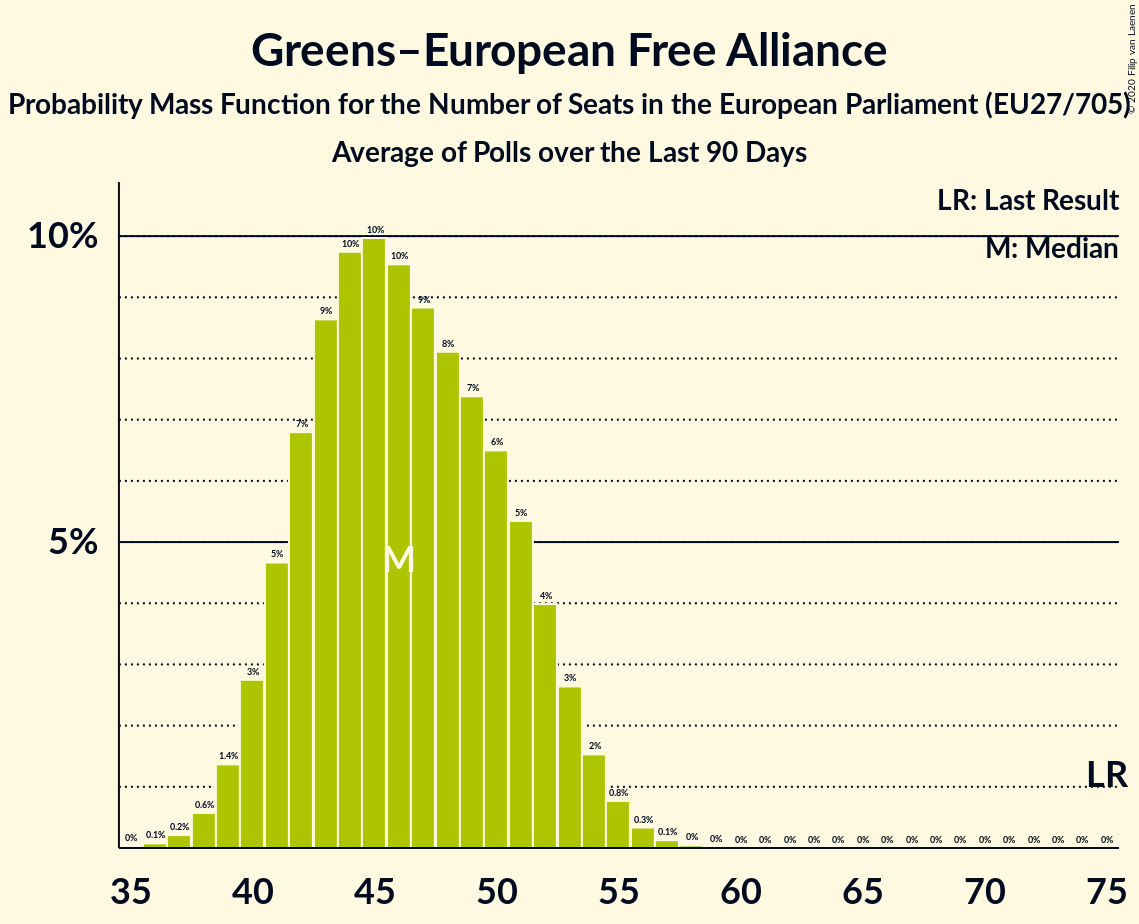 Greens–European Free Alliance
Probability Mass Function for the Number of Seats in the European Parliament (EU27/705)
Average of Polls over the Last 90 Days
© 2020 Filip van Laenen
LR: Last Result
M: Median
10%
5%
0% 0.1% 0.2% 0.6% 1.4% 3% 5% 7% 9% 10% 10% 10% 9% 8% 7% 6% 5% 4% 3% 2% 0.8% 0.3% 0.1% 0% 0% 0% 0% 0% 0% 0% 0% 0% 0% 0% 0% 0% 0% 0% 0% 0% 0%
M
LR
35 40 45 50 55 60 65 70 75